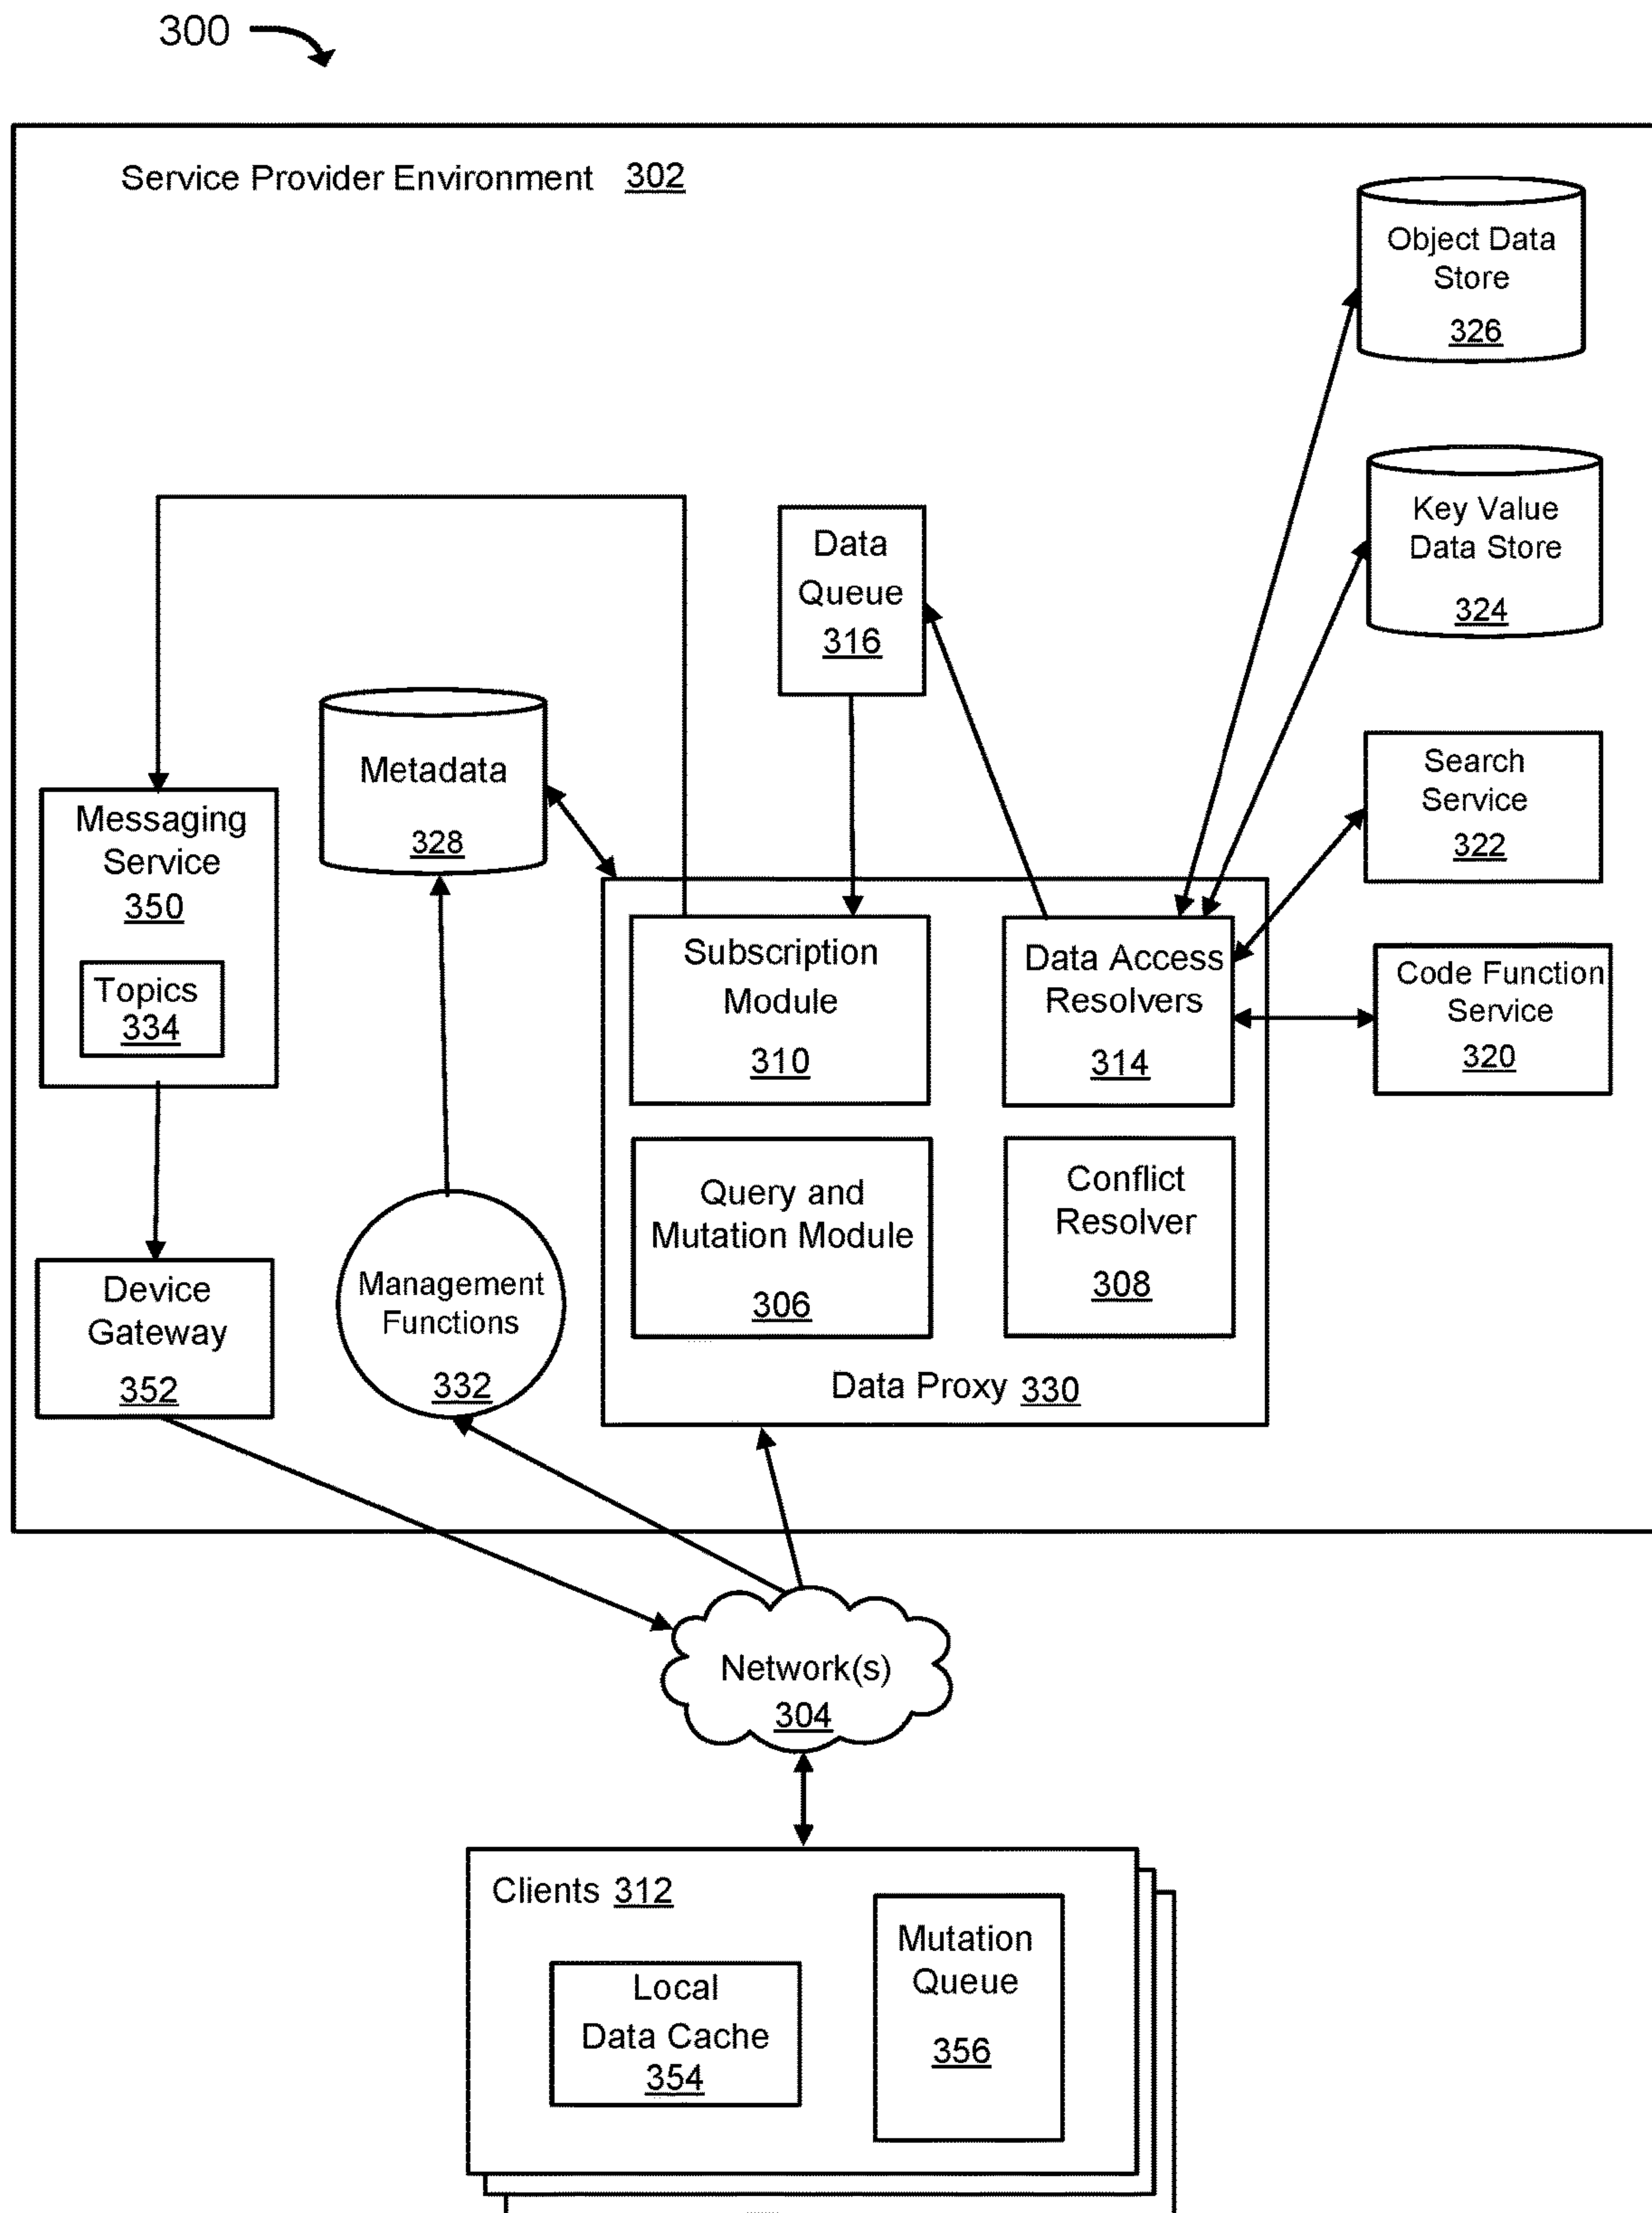 300
Service Provider Environment 302
Object Data
Store
326
Key Value
Data Store
324
Data
Queue
316
Search
Service
322
Metadata
328
Messaging
Service
350
Topics
334
Subscription
Module
310
Data Access
Resolvers
314
Code Function
Service
320
Query and
Mutation Module
306
Conflict
Resolver
308
Device
Gateway
352
Management
Functions
332
Data Proxy 330
Network(s)
304
Clients 312
Local
Data Cache
354
Mutation
Queue
356